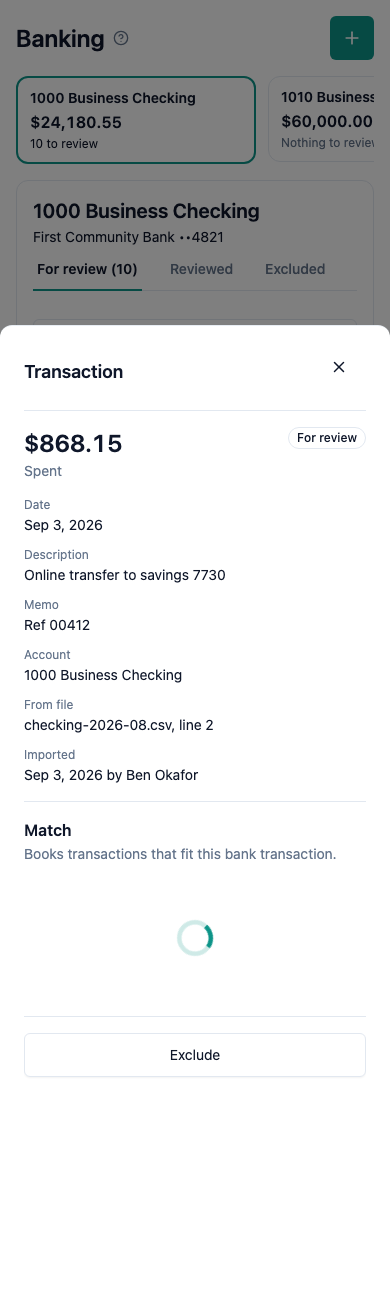 Banking
1000 Business Checking
$24,180.55
10 to review
1010 Business
$60,000.00
Nothing to review
1000 Business Checking
First Community Bank ••4821
For review (10)
Reviewed
Excluded
Transaction
$868.15
For review
Spent
Date
Sep 3, 2026
Description
Online transfer to savings 7730
Memo
Ref 00412
Account
1000 Business Checking
From file
checking-2026-08.csv, line 2
Imported
Sep 3, 2026 by Ben Okafor
Match
Books transactions that fit this bank transaction.
Exclude